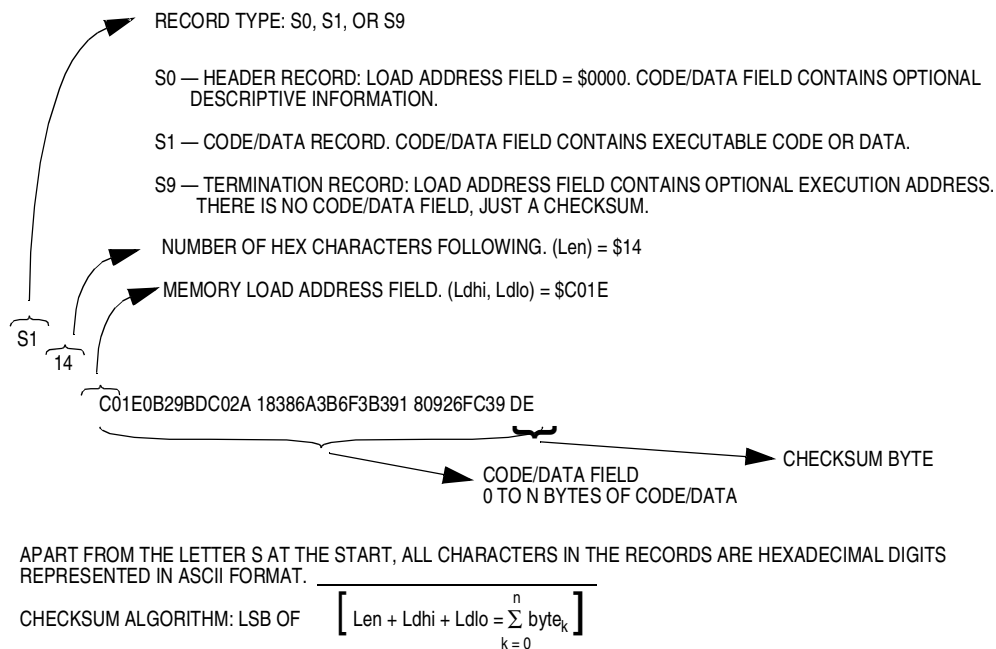 RECORD TYPE: S0, S1, OR S9
S0 — HEADER RECORD: LOAD ADDRESS FIELD = $0000. CODE/DATA FIELD CONTAINS OPTIONAL
DESCRIPTIVE INFORMATION.
S1 — CODE/DATA RECORD. CODE/DATA FIELD CONTAINS EXECUTABLE CODE OR DATA.
S9 — TERMINATION RECORD: LOAD ADDRESS FIELD CONTAINS OPTIONAL EXECUTION ADDRESS.
THERE IS NO CODE/DATA FIELD, JUST A CHECKSUM.
NUMBER OF HEX CHARACTERS FOLLOWING. (Len) = $14
MEMORY LOAD ADDRESS FIELD. (Ldhi, Ldlo) = $C01E
S1
14
C01E0B29BDC02A 18386A3B6F3B391 80926FC39 DE
CHECKSUM BYTE
CODE/DATA FIELD
0 TO N BYTES OF CODE/DATA
APART FROM THE LETTER S AT THE START, ALL CHARACTERS IN THE RECORDS ARE HEXADECIMAL DIGITS
REPRESENTED IN ASCII FORMAT.
CHECKSUM ALGORITHM: LSB OF [ Len + Ldhi + Ldlo = n Σ k = 0 byte k ]